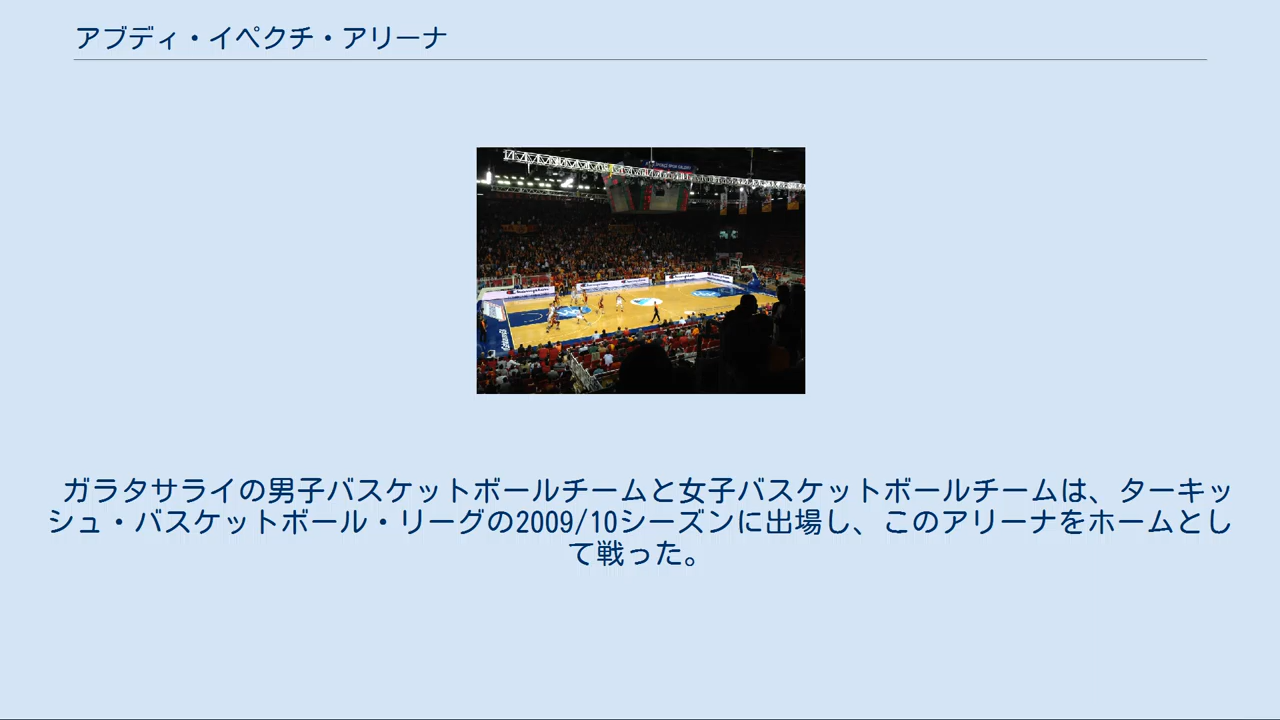 アブディ・イペクチ・アリーナ
ガラタサライの男子バスケットボールチームと女子バスケットボールチームは、ターキッ
シュ・バスケットボール・リーグの2009/10シーズンに出場し、このアリーナをホームとし
て戦った。